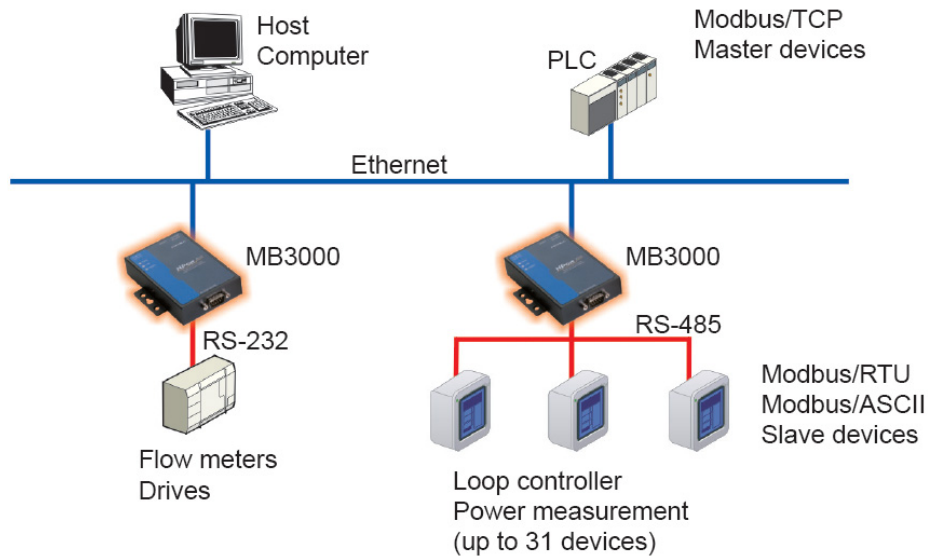 Host
Computer
Modbus/TCP
Master devices
PLC
Ethernet
MB3000
MB3000
RS-232
RS-485
Flow meters
Drives
Loop controller
Power measurement
(up to 31 devices)
Modbus/RTU
Modbus/ASCII
Slave devices